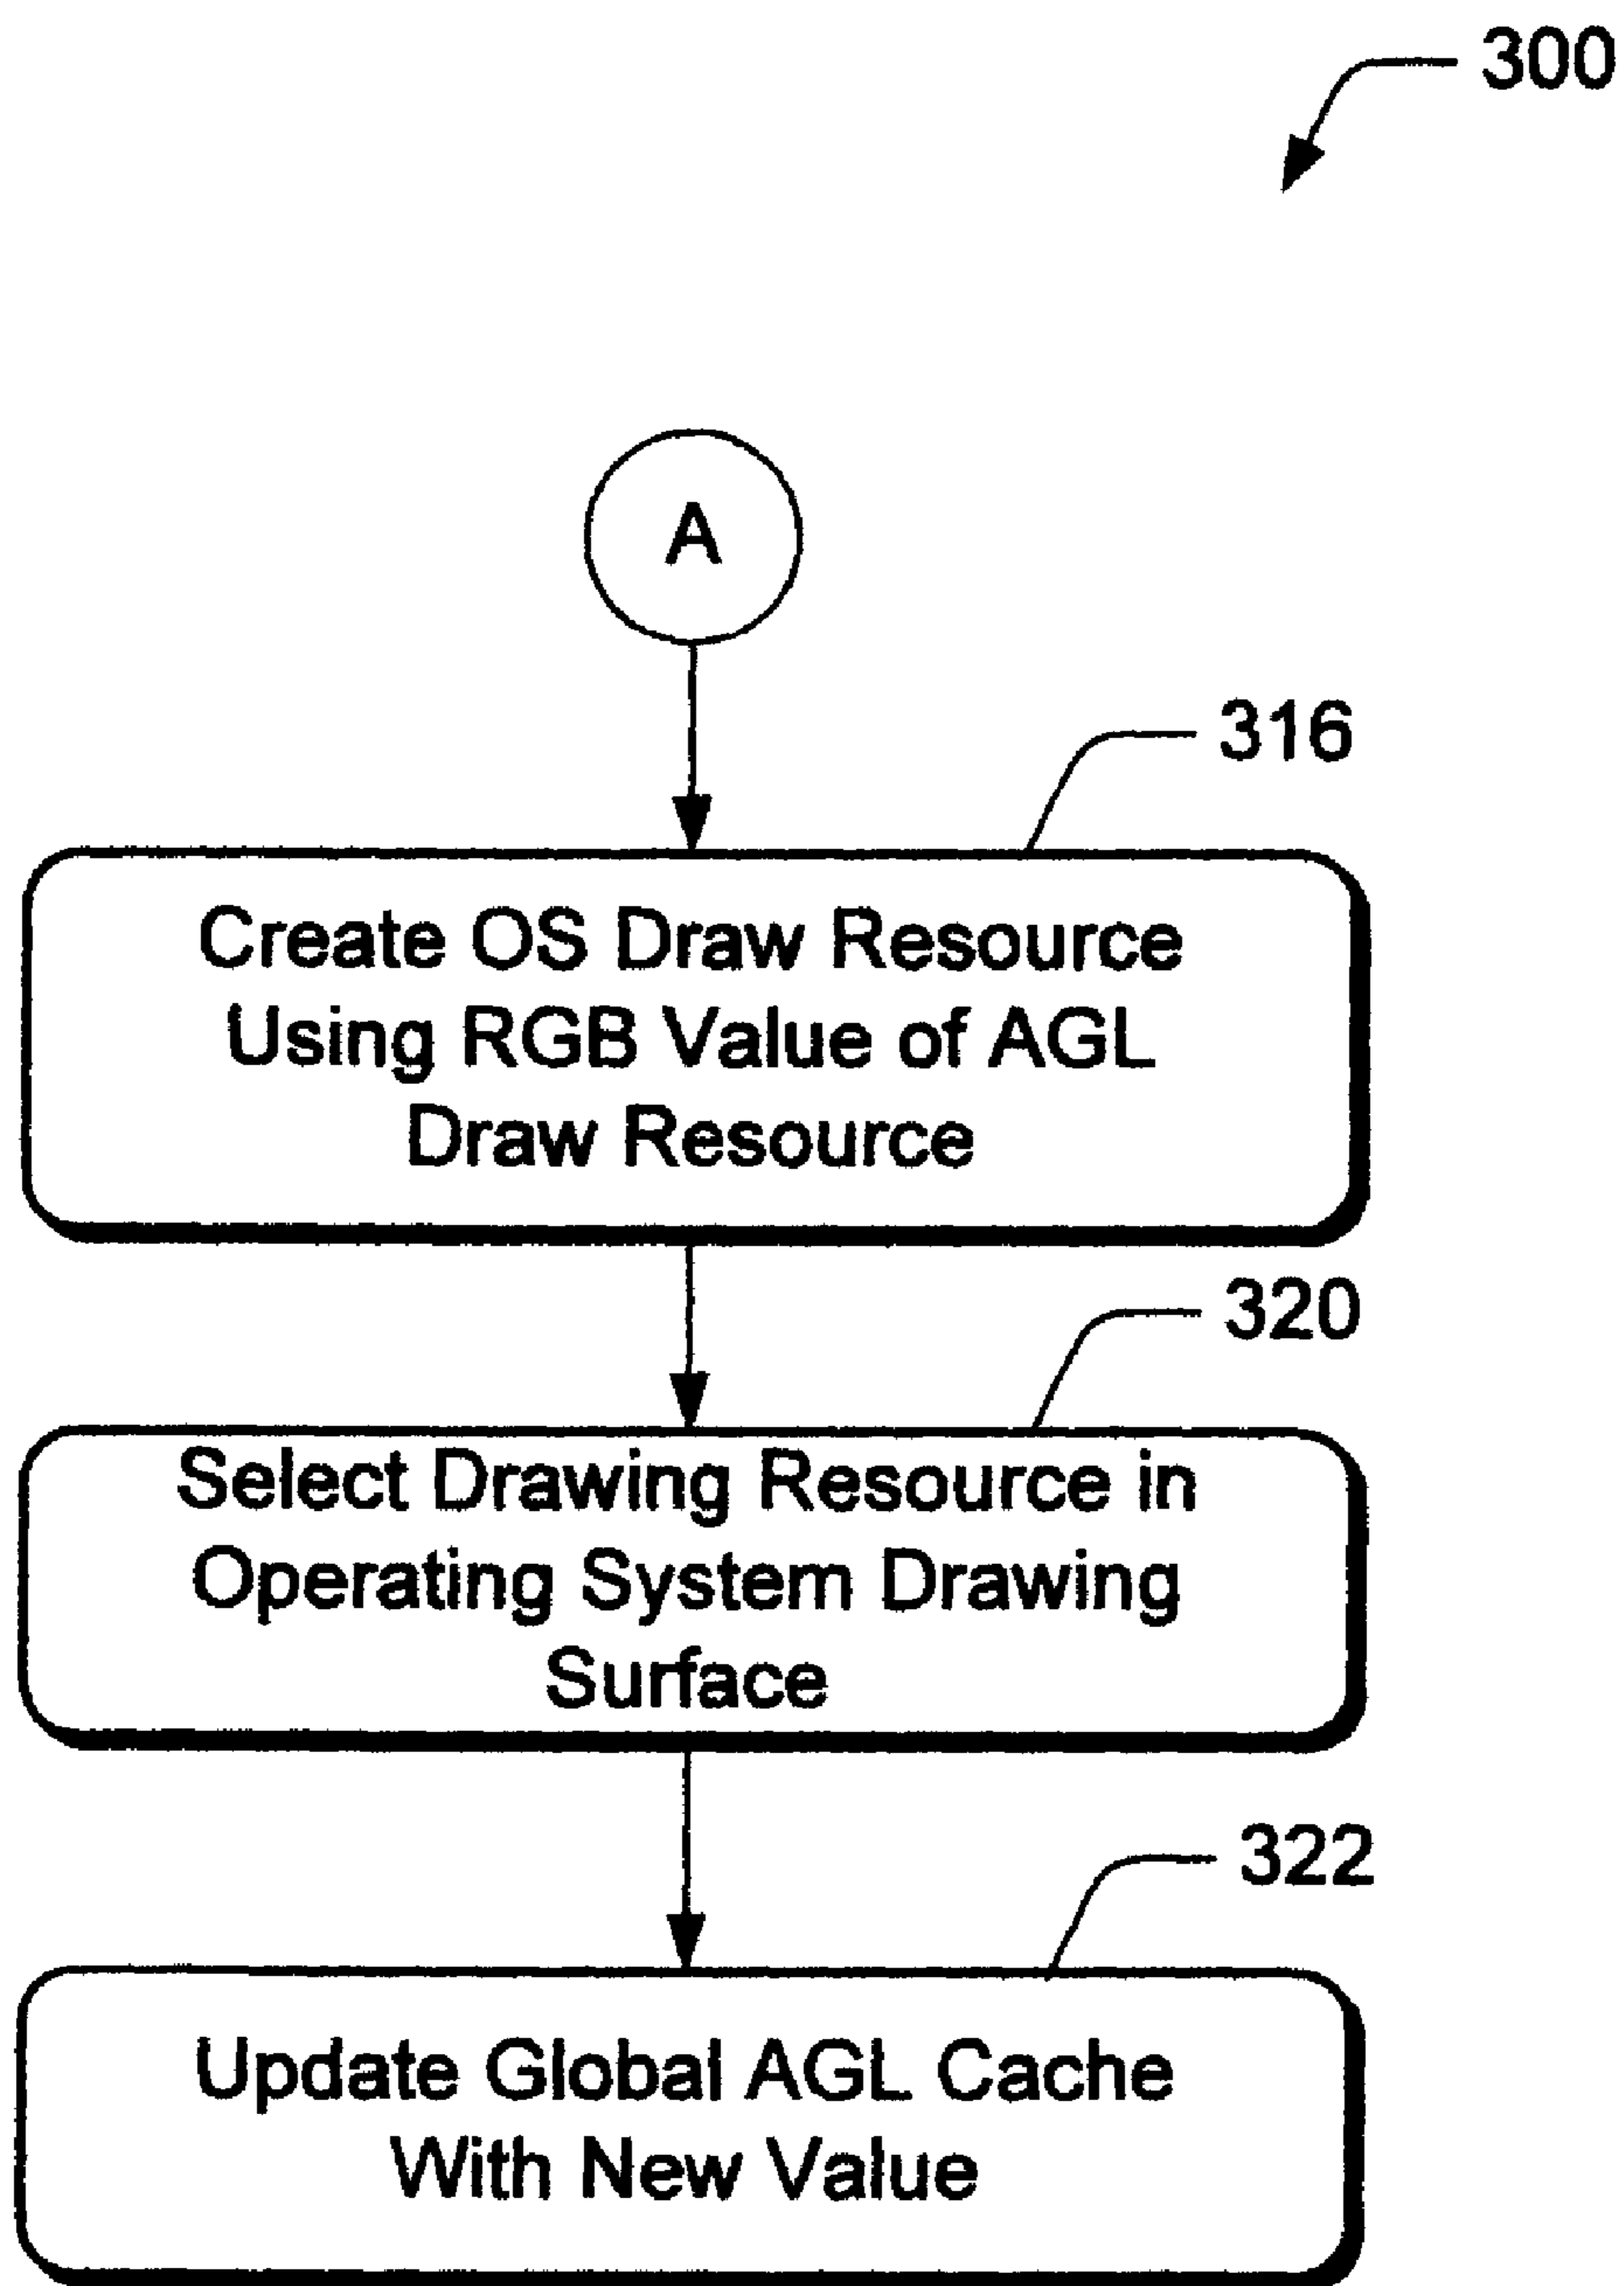 300
A
316
Create OS Draw Resource
Using RGB Value of AGL
Draw Resource
320
Select Drawing Resource in
Operating System Drawing
Surface
322
Update Global AGL Cache
With New Value